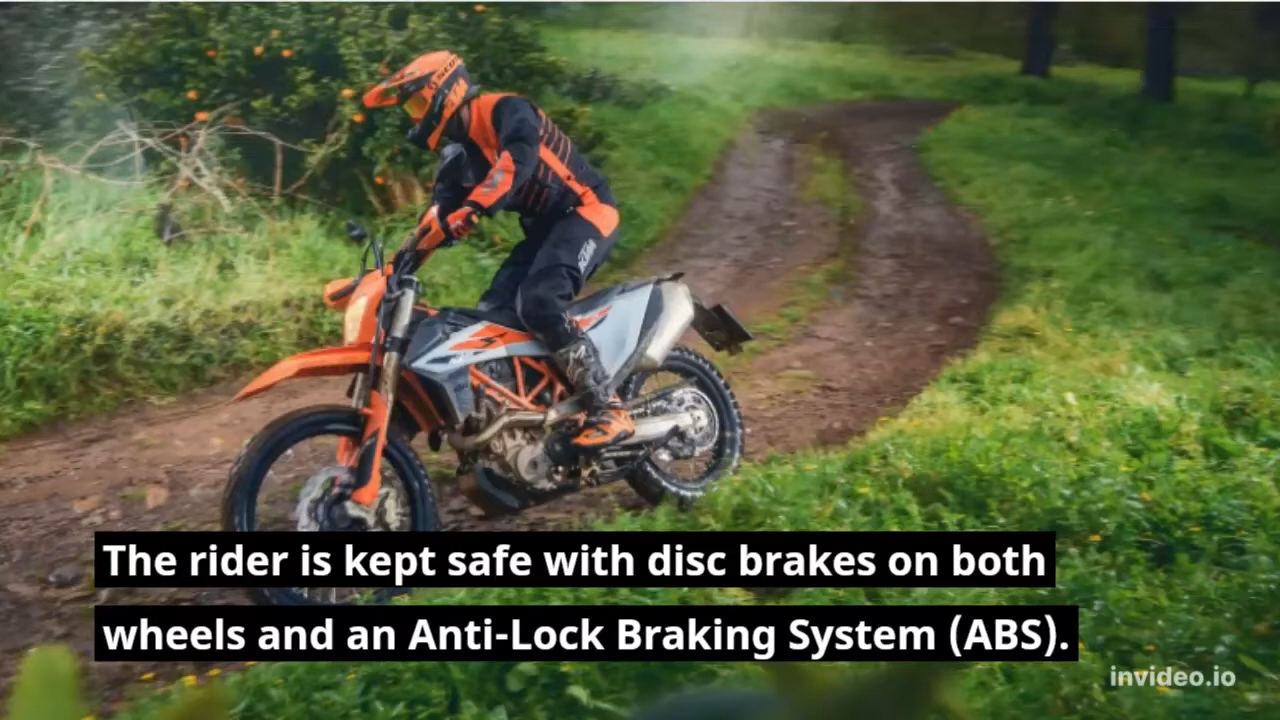 KTM
The rider is kept safe with disc brakes on both
wheels and an Anti-Lock Braking System (ABS).
invideo.io